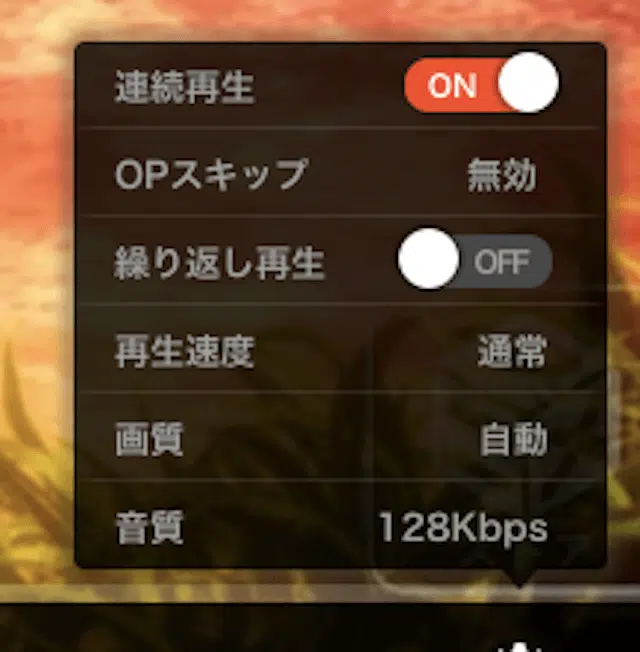 連続再生 ON
OPスキップ 無効
繰り返し再生 OFF
再生速度 通常
画質 自動
音質 128Kbps